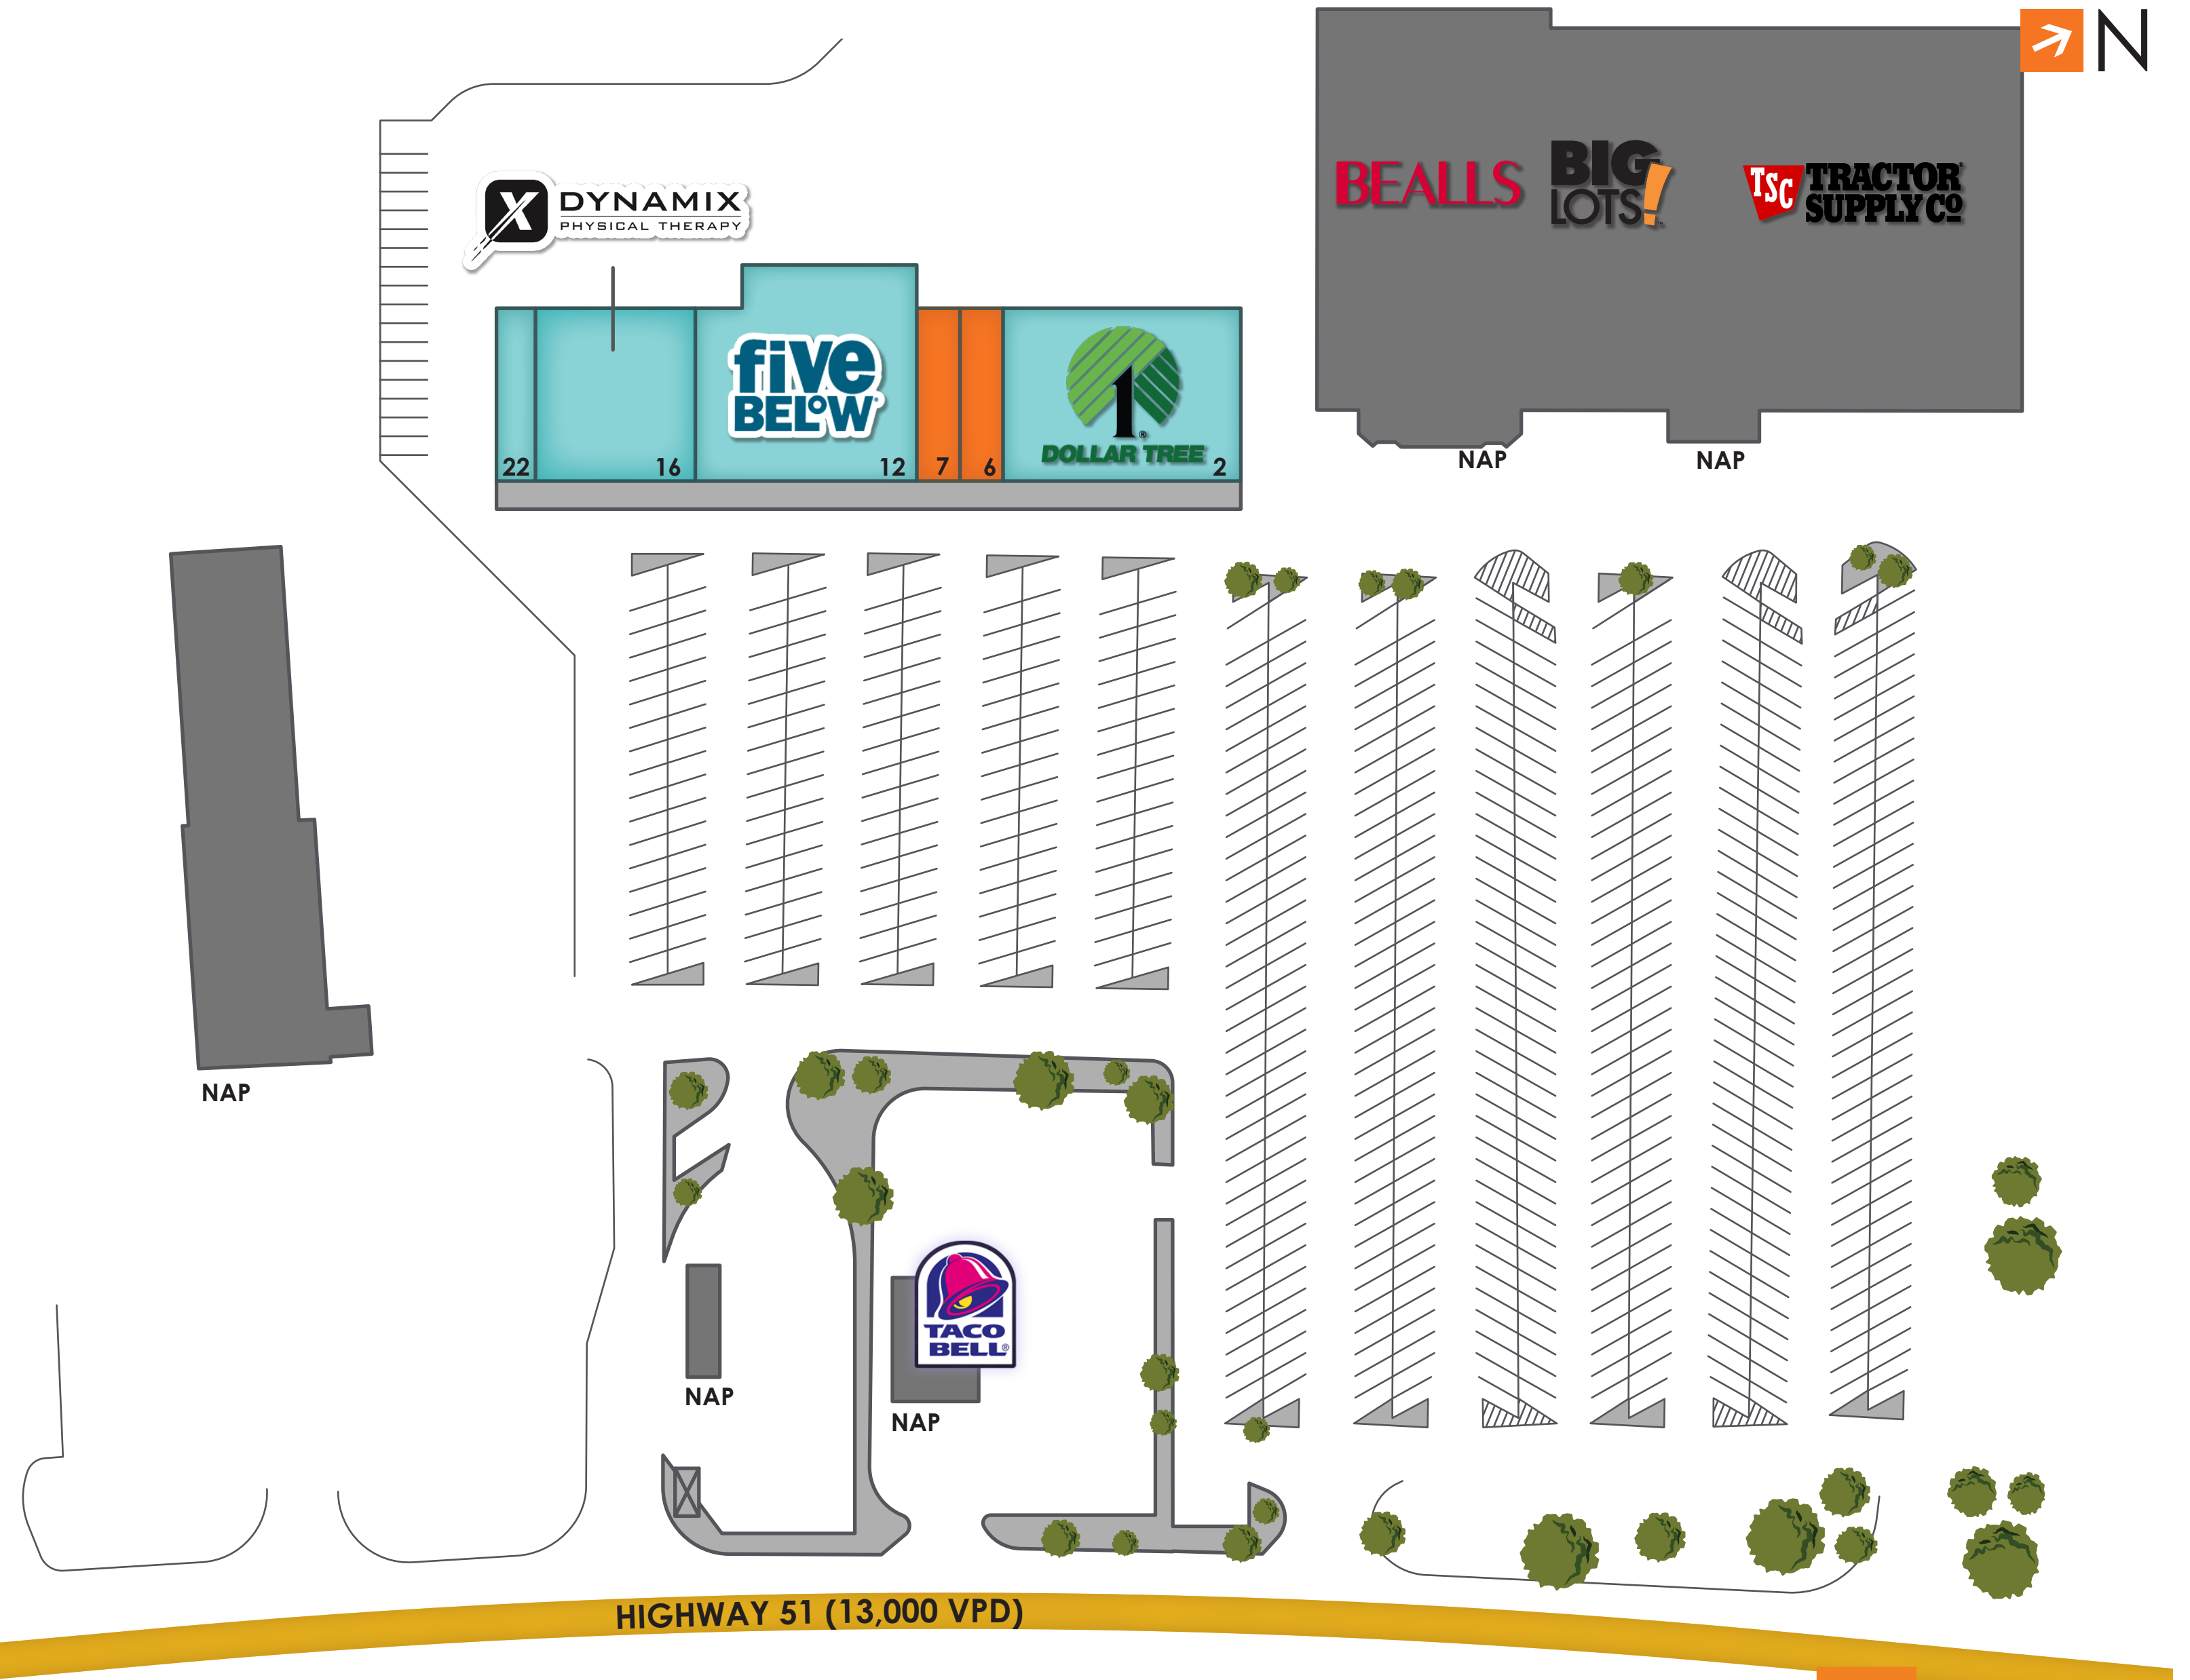 N
BEALLS
BIG
LOTS!
TSC
TRACTOR
SUPPLY CO
X
DYNAMIX
PHYSICAL THERAPY
five
BELOW
1
DOLLAR TREE
22
16
12
7
6
2
NAP
NAP
NAP
TACO
BELL®
NAP
NAP
HIGHWAY 51 (13,000 VPD)